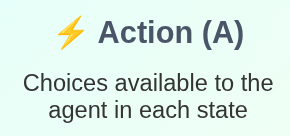 ⚡ Action (A)
Choices available to the
agent in each state